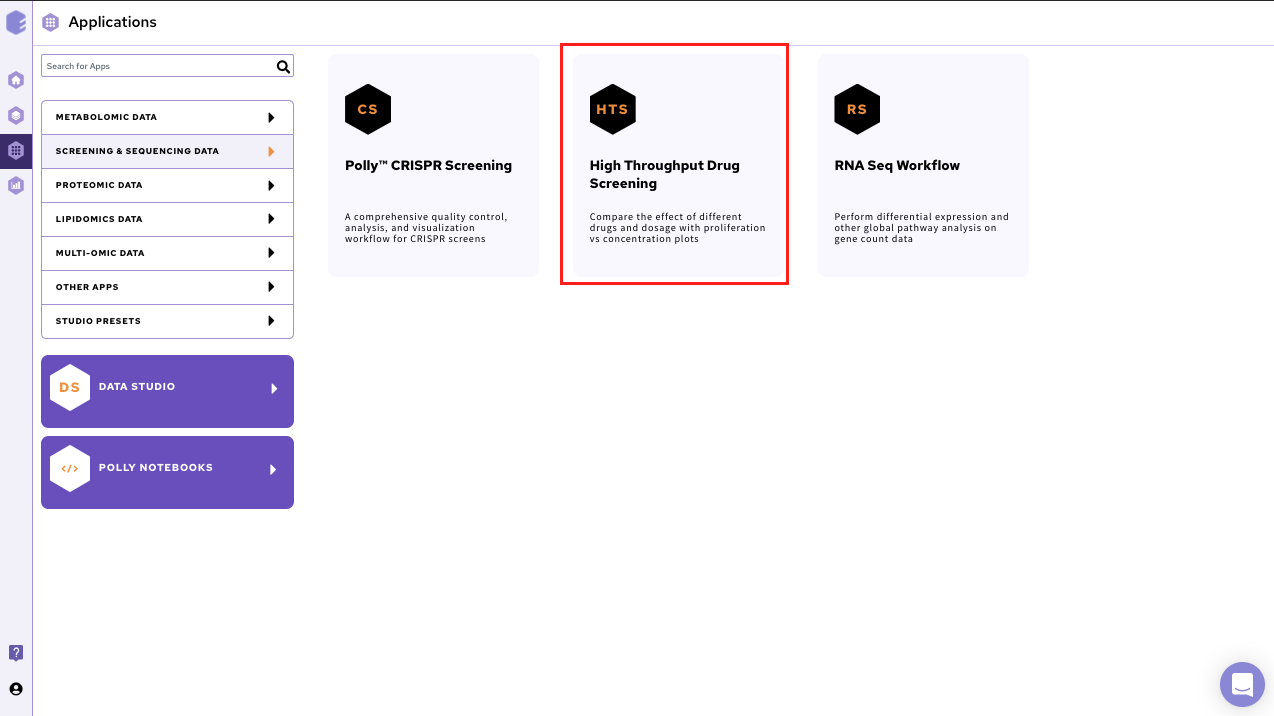 Applications
Search for Apps
METABOLOMIC DATA
SCREENING & SEQUENCING DATA
PROTEOMIC DATA
LIPIDOMICS DATA
MULTI-OMIC DATA
OTHER APPS
STUDIO PRESETS
DS
DATA STUDIO
</>
POLLY NOTEBOOKS
CS
Polly™ CRISPR Screening
A comprehensive quality control,
analysis, and visualization
workflow for CRISPR screens
HTS
High Throughput Drug
Screening
Compare the effect of different
drugs and dosage with proliferation
vs concentration plots
RS
RNA Seq Workflow
Perform differential expression and
other global pathway analysis on
gene count data
?